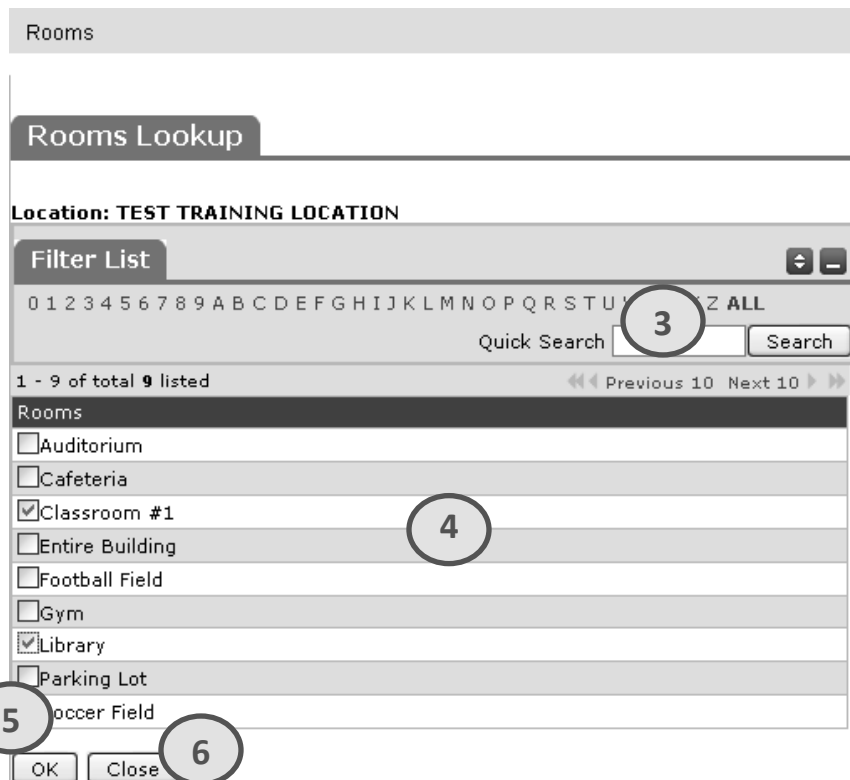 Rooms
Rooms Lookup
Location: TEST TRAINING LOCATION
Filter List
0 1 2 3 4 5 6 7 8 9 A B C D E F G H I J K L M N O P Q R S T U Z ALL
3
Quick Search Search
1 - 9 of total 9 listed Previous 10 Next 10
Rooms
Auditorium
Cafeteria
Classroom #1
4
Entire Building
Football Field
Gym
Library
Parking Lot
5 occer Field
OK Close 6